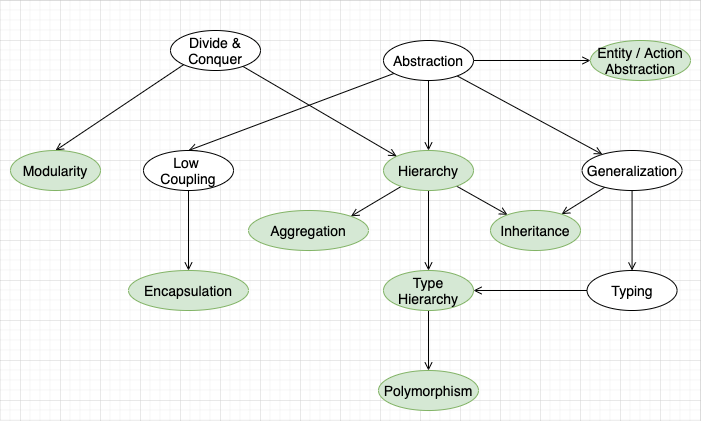 Divide &
Conquer
Abstraction
Entity / Action
Abstraction
Modularity
Low
Coupling
Hierarchy
Generalization
Aggregation
Inheritance
Encapsulation
Type
Hierarchy
Typing
Polymorphism